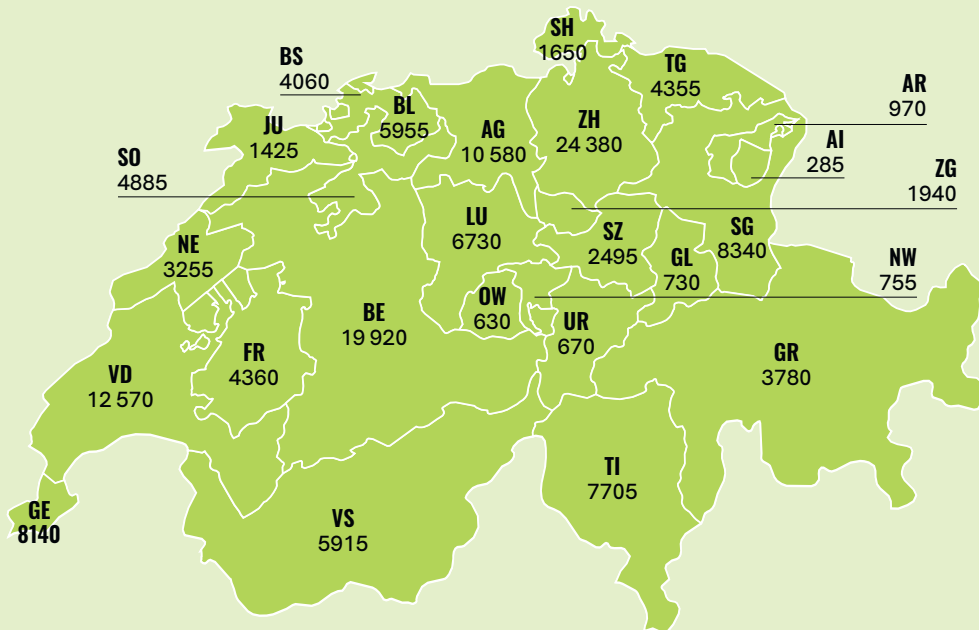 SH
1650
BS
4060
TG
4355
AR
970
BL
5955
JU
1425
AG
10 580
ZH
24 380
AI
285
SO
4885
ZG
1940
LU
6730
SZ
2495
SG
8340
GL
730
NE
3255
NW
755
OW
630
BE
19 920
UR
670
FR
4360
GR
3780
VD
12 570
TI
7705
GE
8140
VS
5915